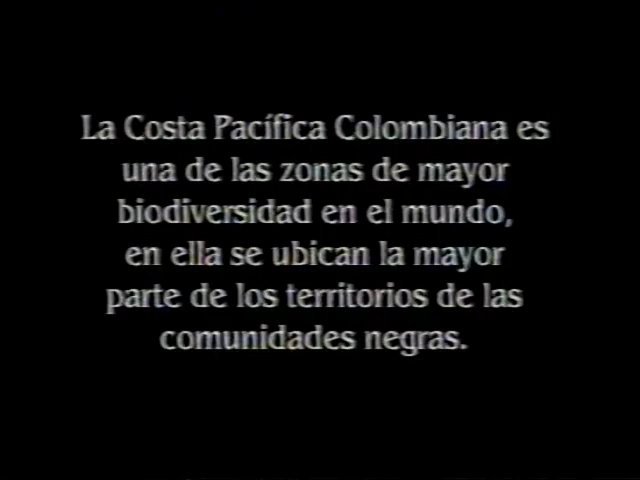 La Costa Pacífica Colombiana es
una de las zonas de mayor
biodiversidad en el mundo,
en ella se ubican la mayor
parte de los territorios de las
comunidades negras.